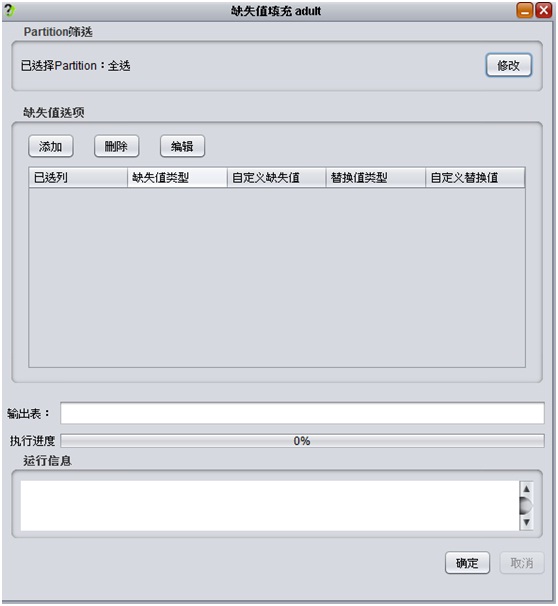 缺失值填充 adult
Partition筛选
已选择Partition：全选
修改
缺失值选项
添加 删除 编辑
已选列 缺失值类型 自定义缺失值 替换值类型 自定义替换值
输出表：
执行进度 0%
运行信息
确定 取消